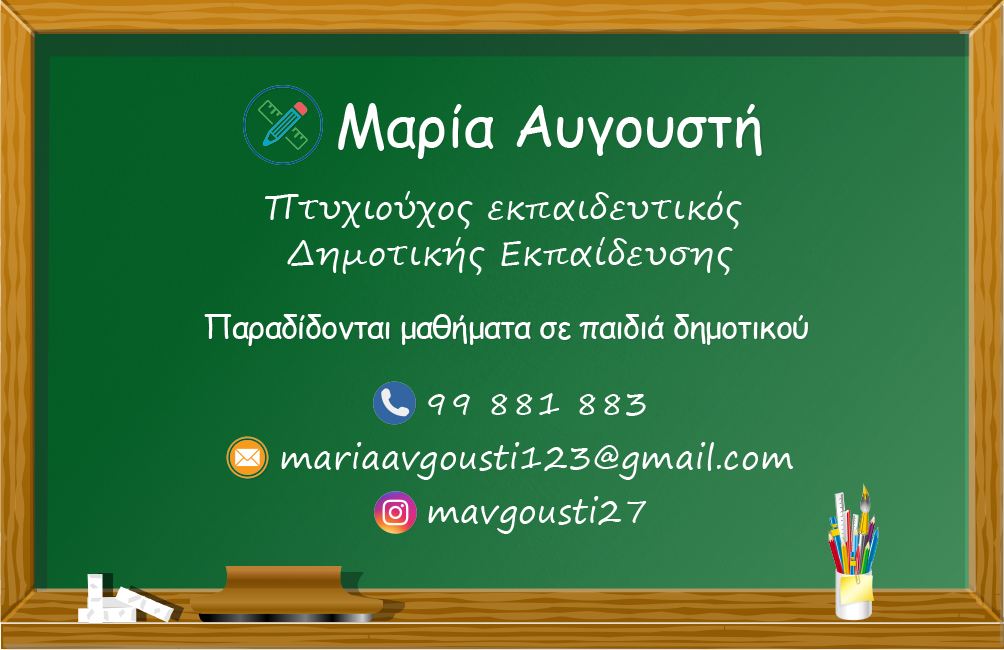 Μαρία Αυγουστή
Πτυχιούχος εκπαιδευτικός
Δημοτικής Εκπαίδευσης
Παραδίδονται μαθήματα σε παιδιά δημοτικού
99 881 883
mariaavgousti123@gmail.com
mavgousti27